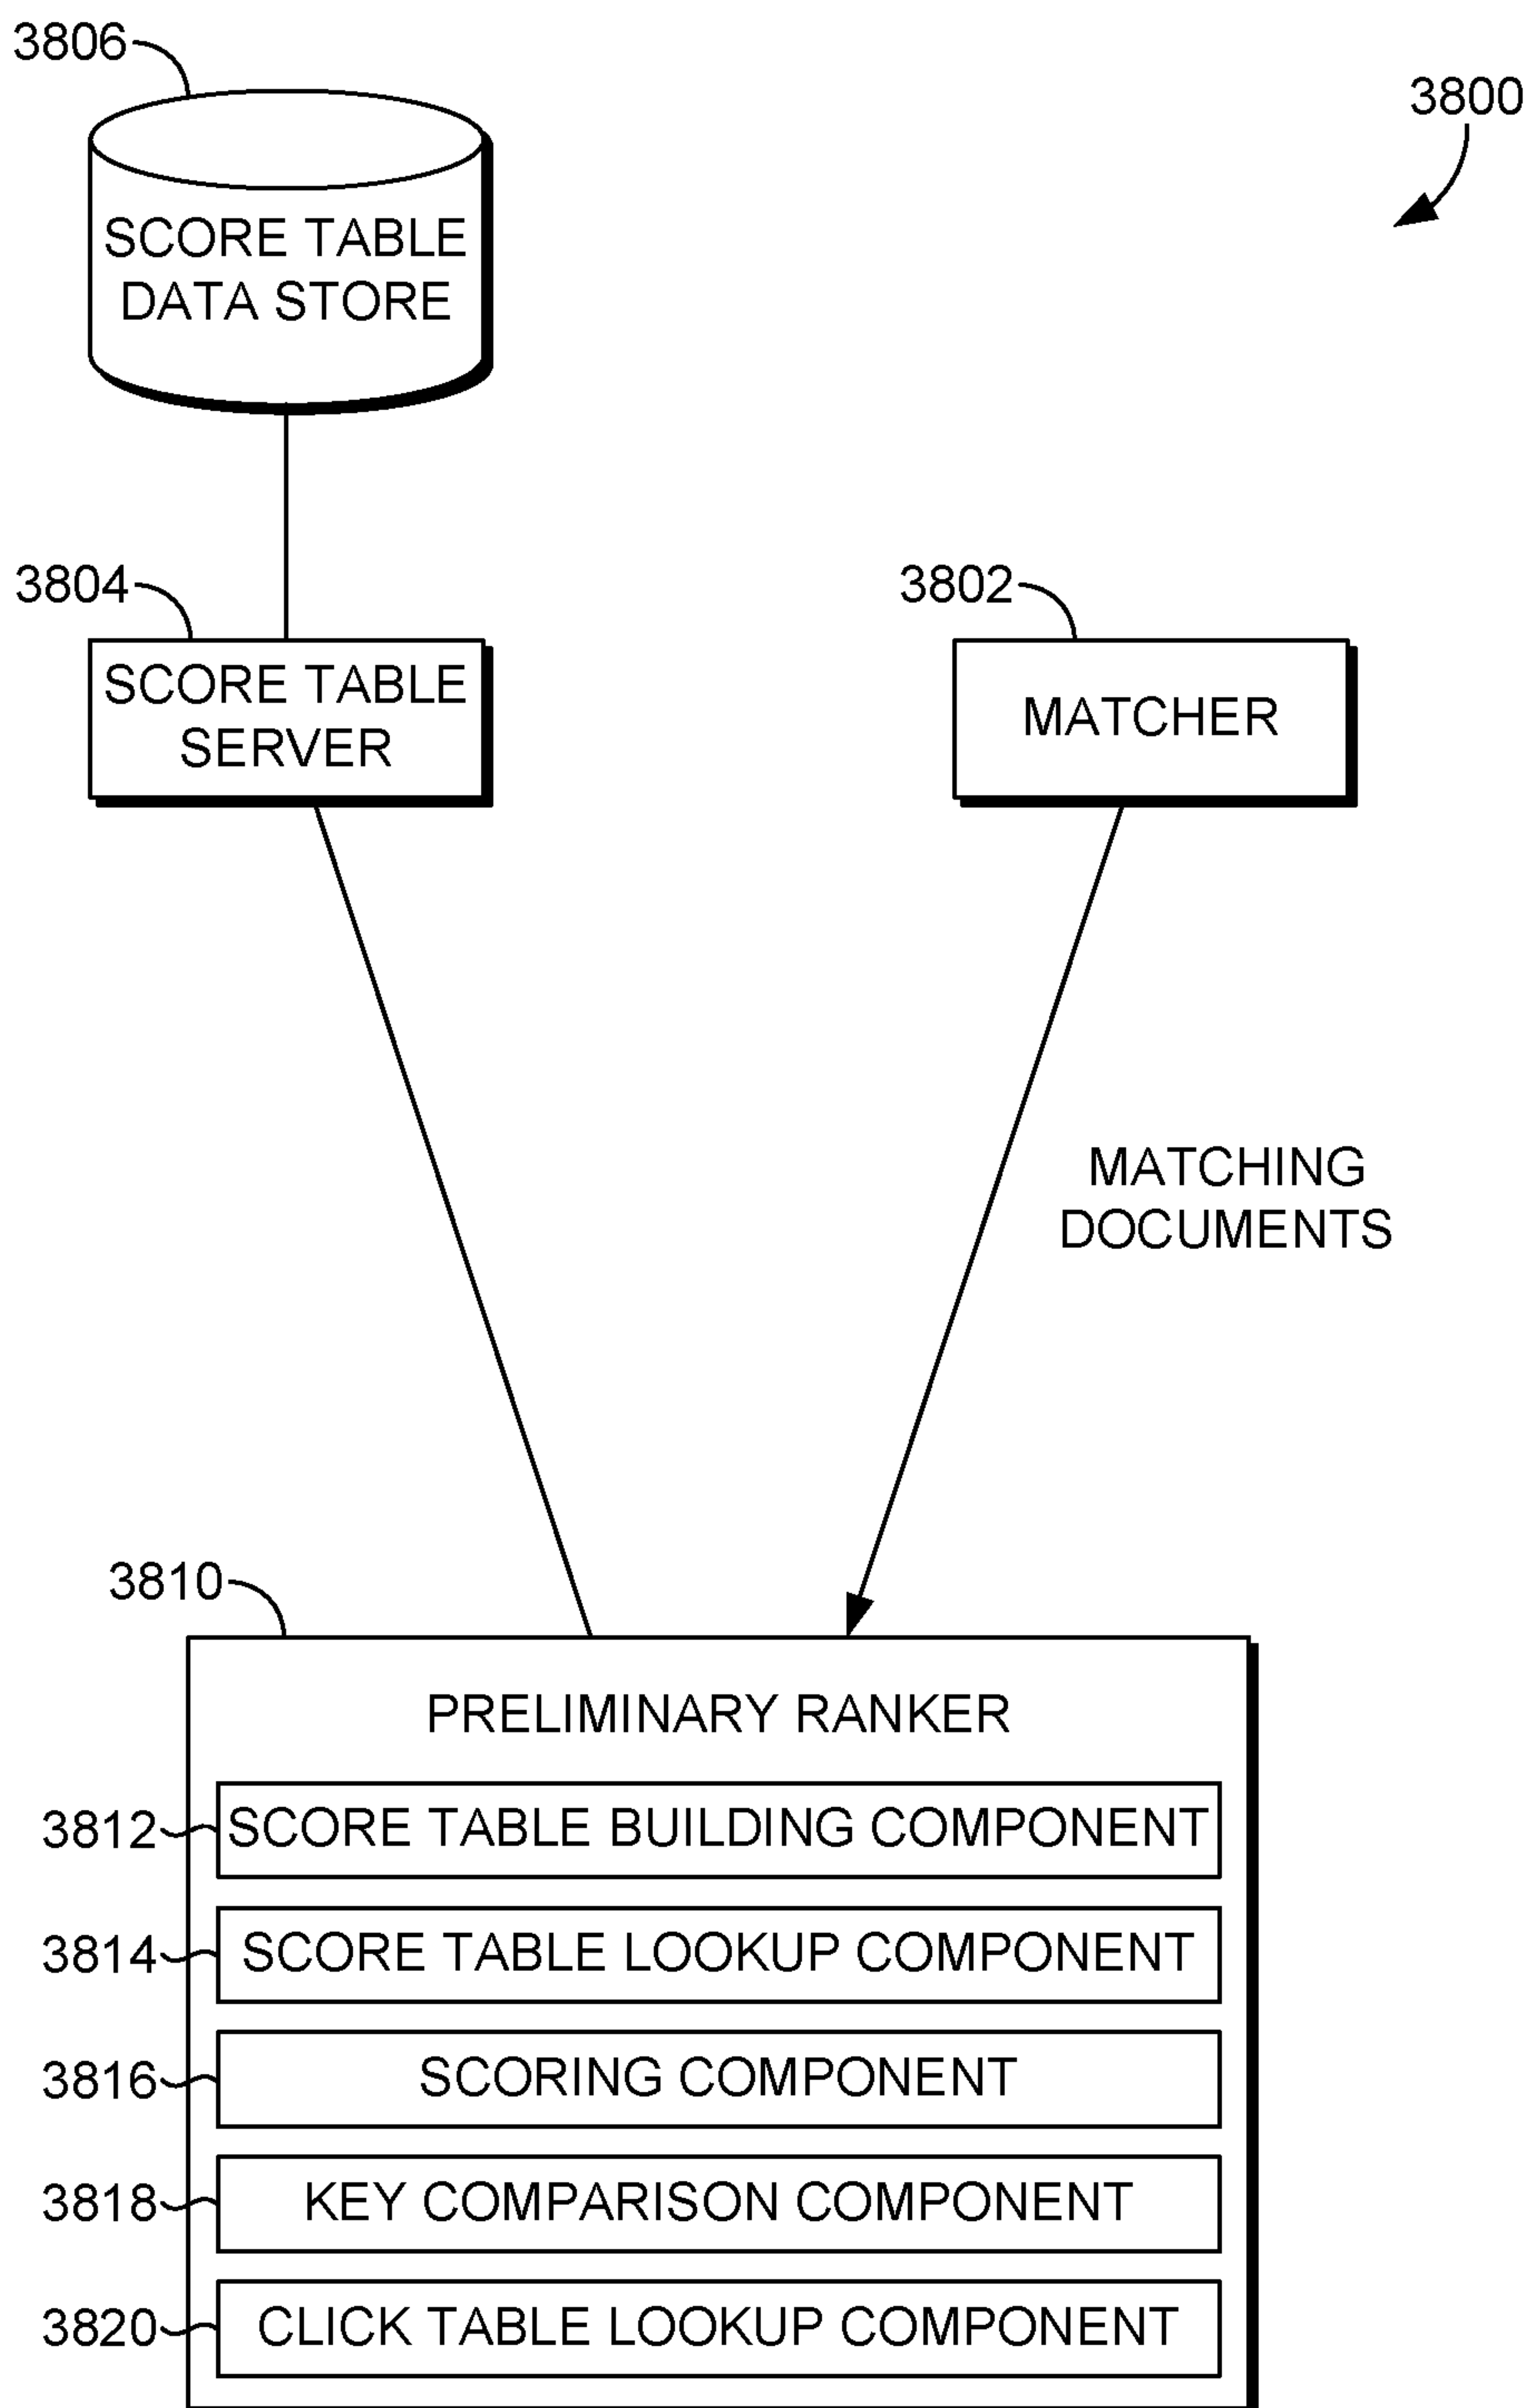 3806
3800
SCORE TABLE
DATA STORE
3804
3802
SCORE TABLE
SERVER
MATCHER
MATCHING
DOCUMENTS
3810
PRELIMINARY RANKER
3812 SCORE TABLE BUILDING COMPONENT
3814 SCORE TABLE LOOKUP COMPONENT
3816 SCORING COMPONENT
3818 KEY COMPARISON COMPONENT
3820 CLICK TABLE LOOKUP COMPONENT